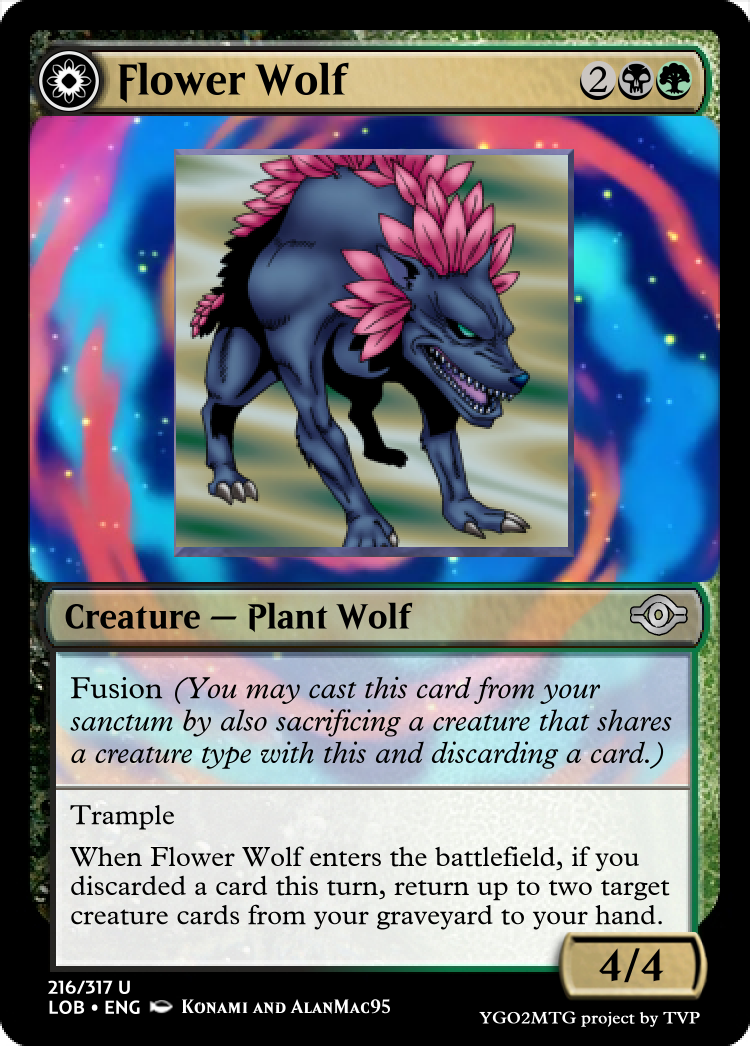 Flower Wolf 2
Creature — Plant Wolf
Fusion (You may cast this card from your
sanctum by also sacrificing a creature that shares
a creature type with this and discarding a card.)
Trample
When Flower Wolf enters the battlefield, if you
discarded a card this turn, return up to two target
creature cards from your graveyard to your hand.
4/4
216/317 U
LOB • ENG Konami and AlanMac95
YGO2MTG project by TVP